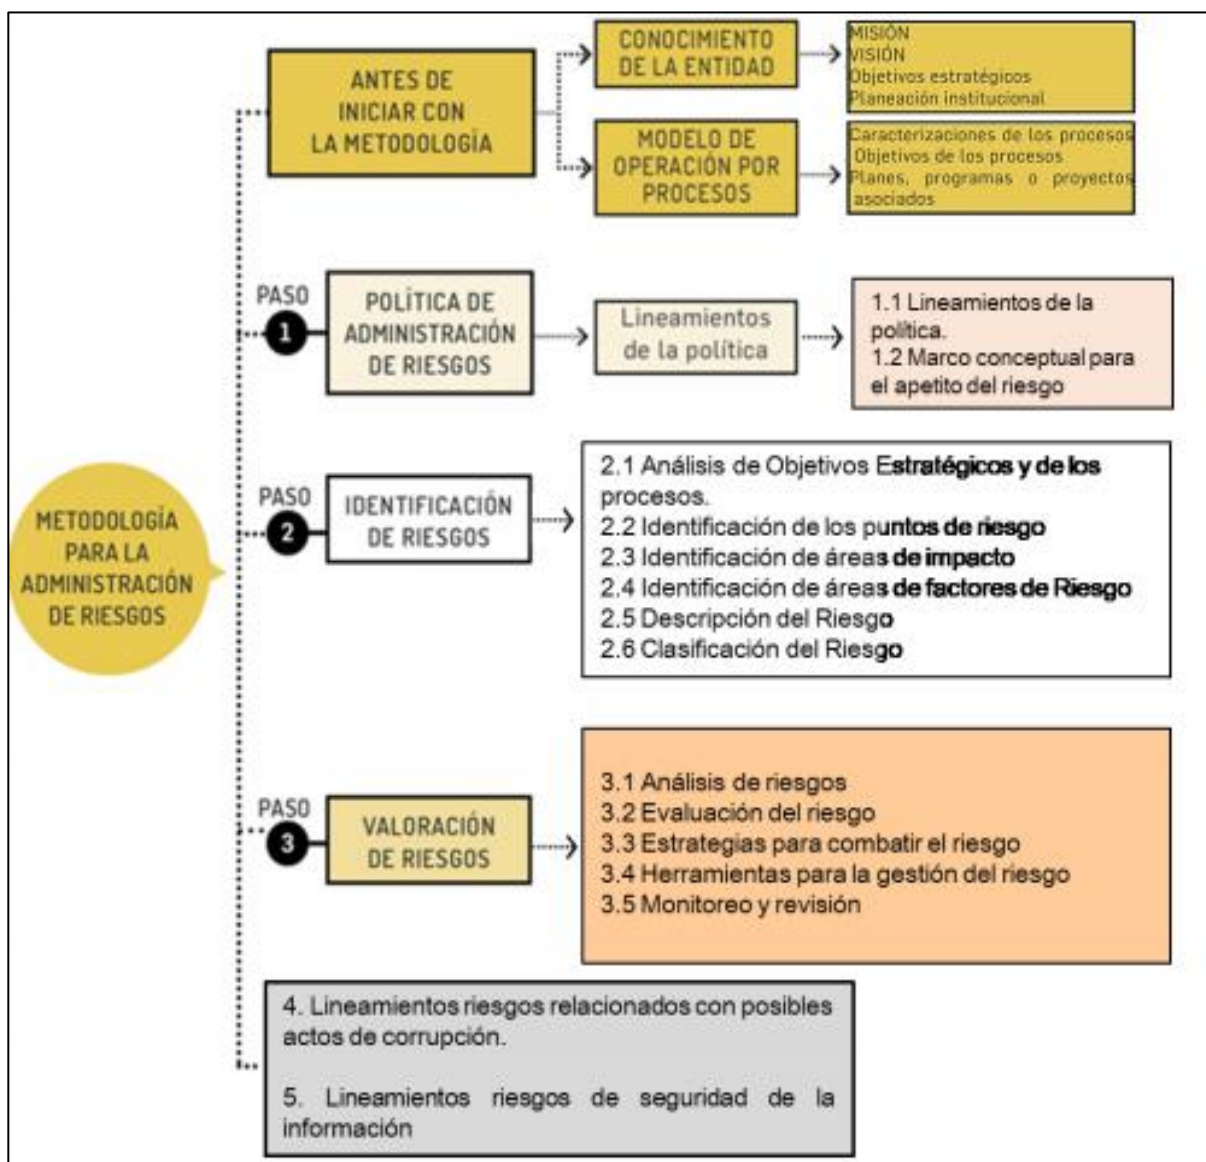 ANTES DE
INICIAR CON
LA METODOLOGÍA
CONOCIMIENTO
DE LA ENTIDAD
MISIÓN
VISIÓN
Objetivos estratégicos
Planeación institucional
MODELO DE
OPERACIÓN POR
PROCESOS
Caracterizaciones de los procesos
Objetivos de los procesos
Planes, programas o proyectos
asociados
PASO
1
POLÍTICA DE
ADMINISTRACIÓN
DE RIESGOS
Lineamientos
de la política
1.1 Lineamientos de la
política.
1.2 Marco conceptual para
el apetito del riesgo
METODOLOGÍA
PARA LA
ADMINISTRACIÓN
DE RIESGOS
PASO
2
IDENTIFICACIÓN
DE RIESGOS
2.1 Análisis de Objetivos Estratégicos y de los
procesos.
2.2 Identificación de los puntos de riesgo
2.3 Identificación de áreas de impacto
2.4 Identificación de áreas de factores de Riesgo
2.5 Descripción del Riesgo
2.6 Clasificación del Riesgo
PASO
3
VALORACIÓN
DE RIESGOS
3.1 Análisis de riesgos
3.2 Evaluación del riesgo
3.3 Estrategias para combatir el riesgo
3.4 Herramientas para la gestión del riesgo
3.5 Monitoreo y revisión
4. Lineamientos riesgos relacionados con posibles
actos de corrupción.
5. Lineamientos riesgos de seguridad de la
información